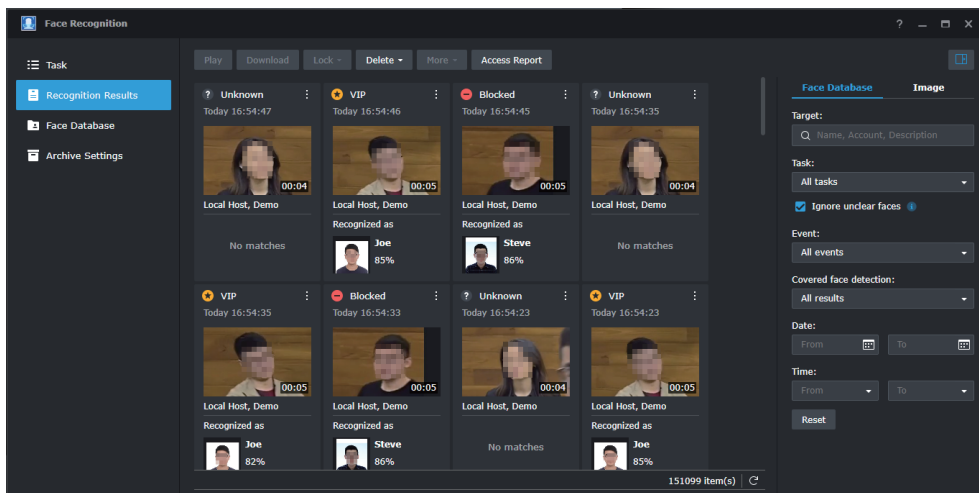 Face Recognition
Task
Recognition Results
Face Database
Archive Settings
Play Download Lock Delete More Access Report
Unknown
Today 16:54:47
00:04
Local Host, Demo
No matches
VIP
Today 16:54:46
00:05
Local Host, Demo
Recognized as
Joe
85%
Blocked
Today 16:54:45
00:05
Local Host, Demo
Recognized as
Steve
86%
Unknown
Today 16:54:35
00:04
Local Host, Demo
No matches
VIP
Today 16:54:35
00:05
Local Host, Demo
Recognized as
Joe
82%
Blocked
Today 16:54:33
00:05
Local Host, Demo
Recognized as
Steve
86%
Unknown
Today 16:54:23
00:04
Local Host, Demo
No matches
VIP
Today 16:54:23
00:05
Local Host, Demo
Recognized as
Joe
85%
151099 item(s)
Face Database Image
Target:
Name, Account, Description
Task:
All tasks
Ignore unclear faces
Event:
All events
Covered face detection:
All results
Date:
From To
Time:
From To
Reset